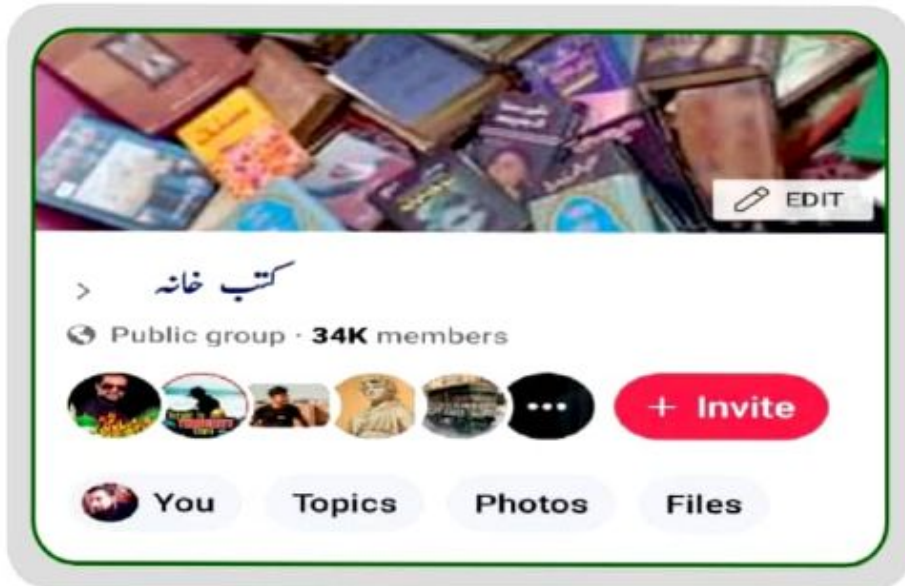 EDIT
کتب خانہ >
Public group · 34K members
+ Invite
You Topics Photos Files